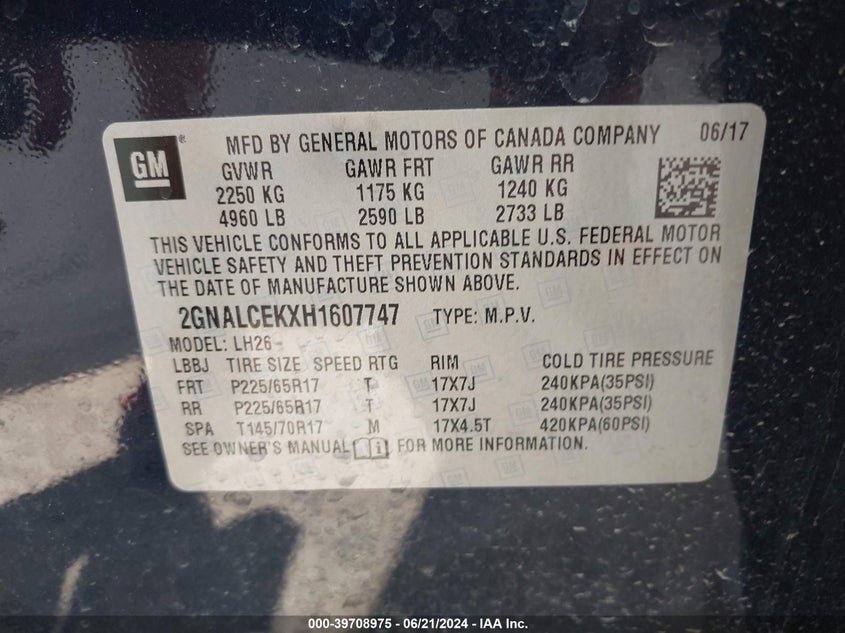 GM ® MFD BY GENERAL MOTORS OF CANADA COMPANY 06/17
GVWR GAWR FRT GAWR RR
2250 KG 1175 KG 1240 KG
4960 LB 2590 LB 2733 LB
THIS VEHICLE CONFORMS TO ALL APPLICABLE U.S. FEDERAL MOTOR
VEHICLE SAFETY AND THEFT PREVENTION STANDARDS IN EFFECT ON
THE DATE OF MANUFACTURE SHOWN ABOVE.
2GNALCEKXH1607747 TYPE: M.P.V.
MODEL: LH26
LBBJ TIRE SIZE SPEED RTG RIM COLD TIRE PRESSURE
FRT P225/65R17 T 17X7J 240KPA(35PSI)
RR P225/65R17 T 17X7J 240KPA(35PSI)
SPA T145/70R17 M 17X4.5T 420KPA(60PSI)
SEE OWNER'S MANUAL FOR MORE INFORMATION.
000-39708975 - 06/21/2024 - IAA Inc.